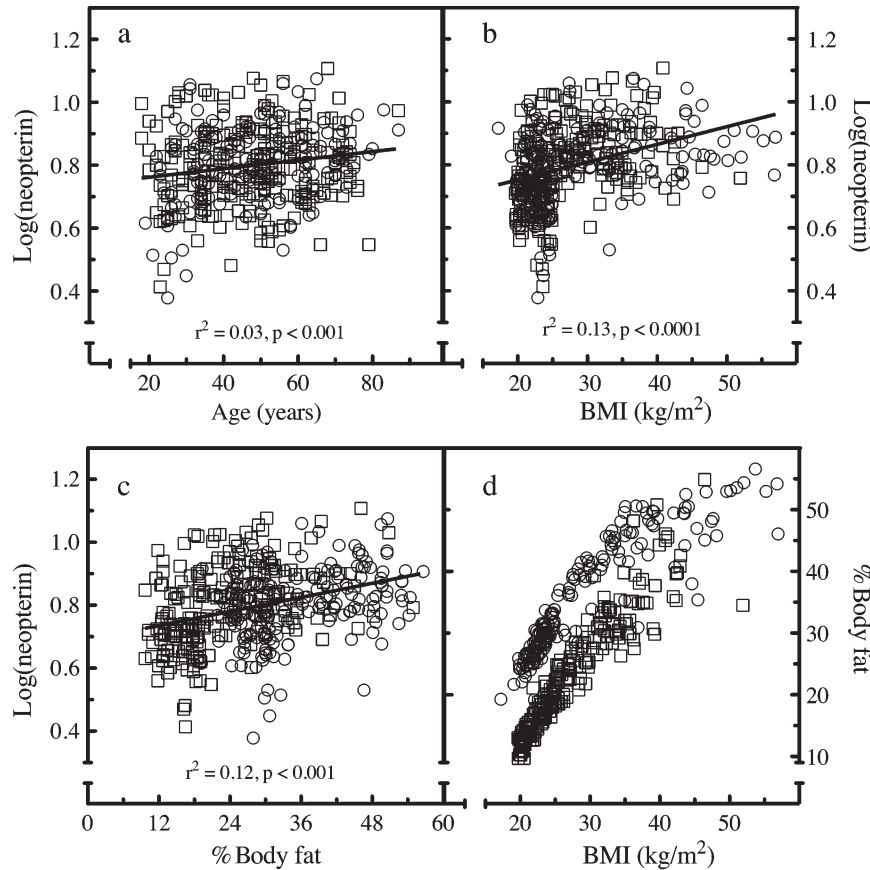 a
b
1.2
1.0
0.8
0.6
0.4
Log(neopterin)
1.2
1.0
0.8
0.6
0.4
Log(neopterin)
r² = 0.03, p < 0.001
r² = 0.13, p < 0.0001
20 40 60 80
20 30 40 50
Age (years)
BMI (kg/m²)
c
d
1.2
1.0
0.8
0.6
0.4
Log(neopterin)
50
40
30
20
10
% Body fat
r² = 0.12, p < 0.001
0 12 24 36 48 60
20 30 40 50
% Body fat
BMI (kg/m²)